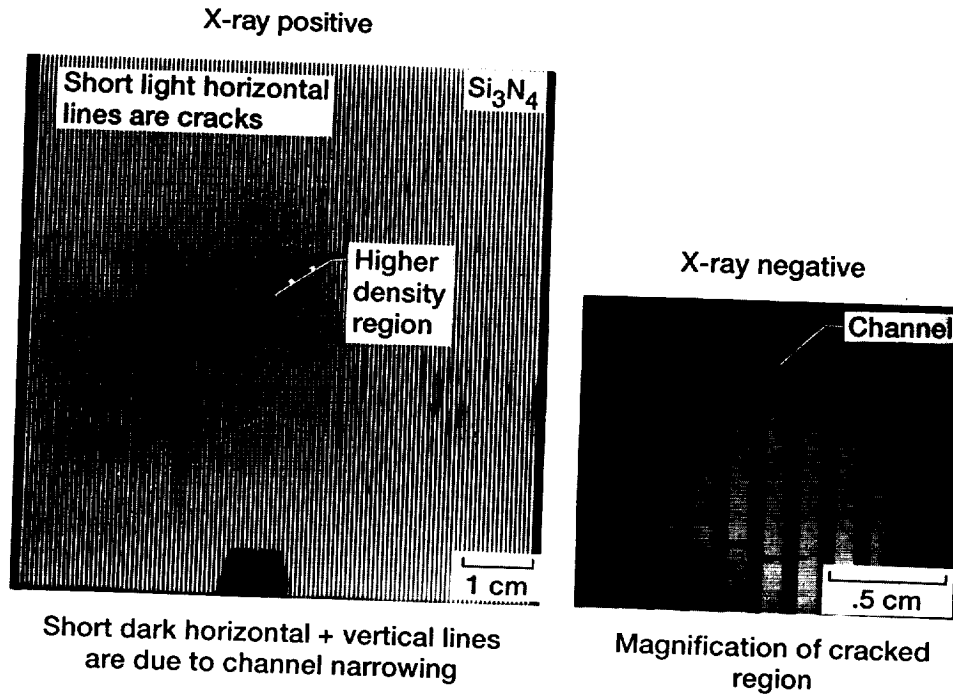 X-ray positive
Short light horizontal
lines are cracks
Si3N4
Higher
density
region
1 cm
Short dark horizontal + vertical lines
are due to channel narrowing
X-ray negative
Channel
.5 cm
Magnification of cracked
region